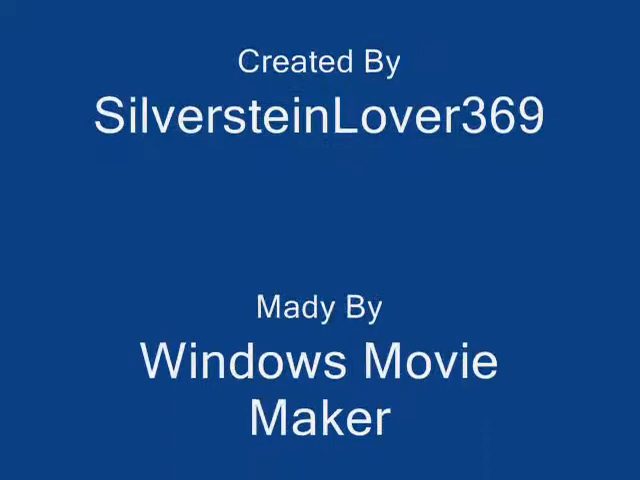 Created By
SilversteinLover369
Mady By
Windows Movie
Maker